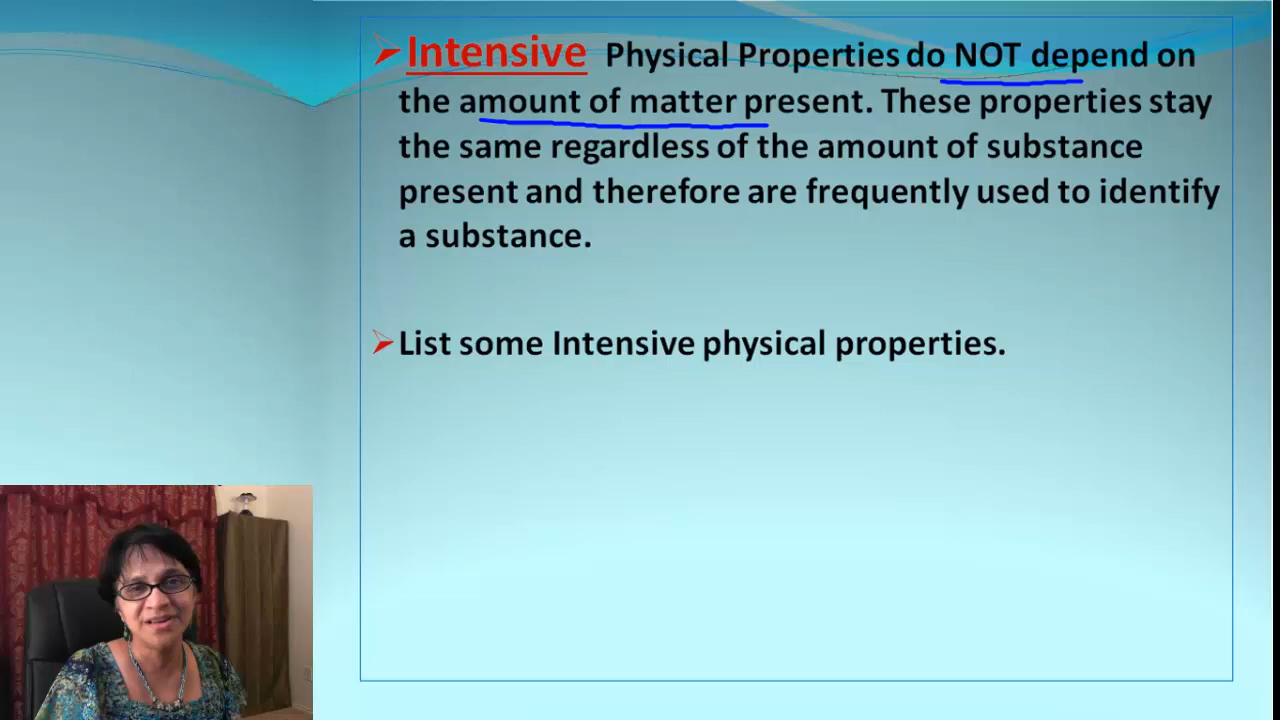 Intensive Physical Properties do NOT depend on
the amount of matter present. These properties stay
the same regardless of the amount of substance
present and therefore are frequently used to identify
a substance.
List some Intensive physical properties.